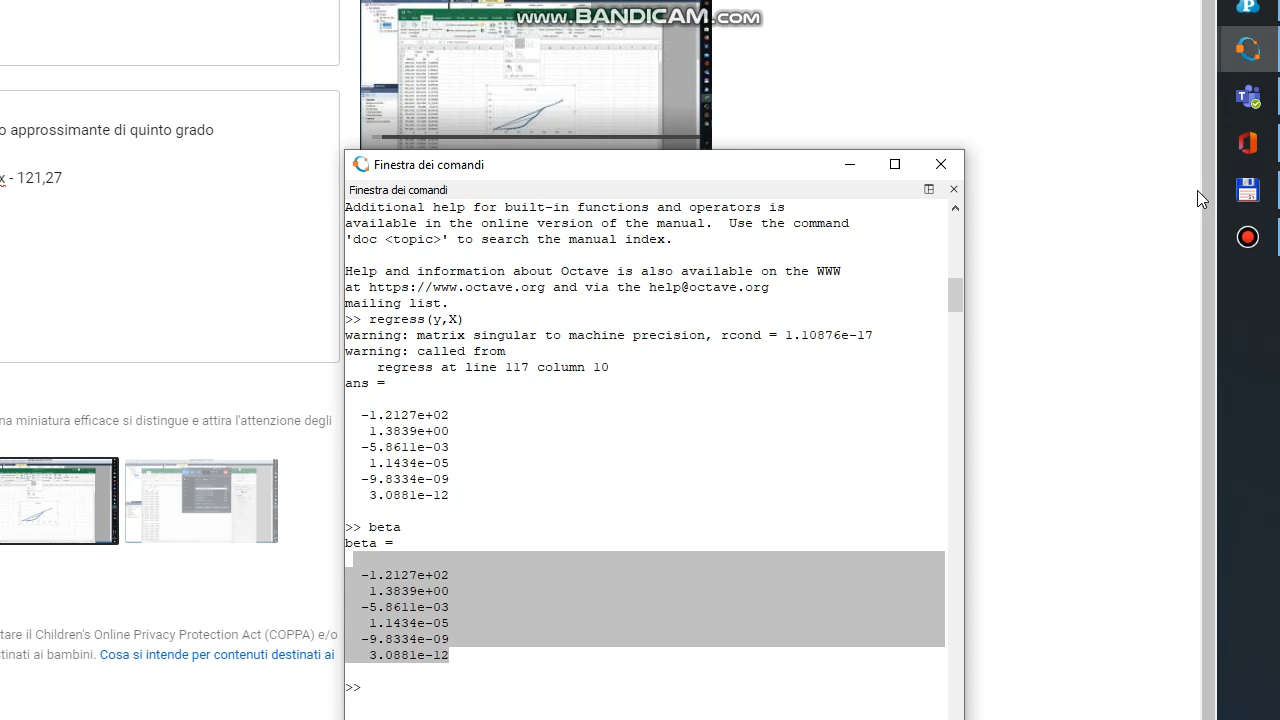 www.BANDICAM.com
approssimante di quinto grado
x - 121,27
Finestra dei comandi
Finestra dei comandi
Additional help for built-in functions and operators is
available in the online version of the manual.  Use the command
'doc <topic>' to search the manual index.
Help and information about Octave is also available on the WWW
at https://www.octave.org and via the help@octave.org
mailing list.
>> regress(y,X)
warning: matrix singular to machine precision, rcond = 1.10876e-17
warning: called from
    regress at line 117 column 10
ans =
  -1.2127e+02
   1.3839e+00
  -5.8611e-03
   1.1434e-05
  -9.8334e-09
   3.0881e-12
>> beta
beta =
  -1.2127e+02
   1.3839e+00
  -5.8611e-03
   1.1434e-05
  -9.8334e-09
   3.0881e-12
>>
na miniatura efficace si distingue e attira l'attenzione degli
tare il Children's Online Privacy Protection Act (COPPA) e/o
stinati ai bambini. Cosa si intende per contenuti destinati ai